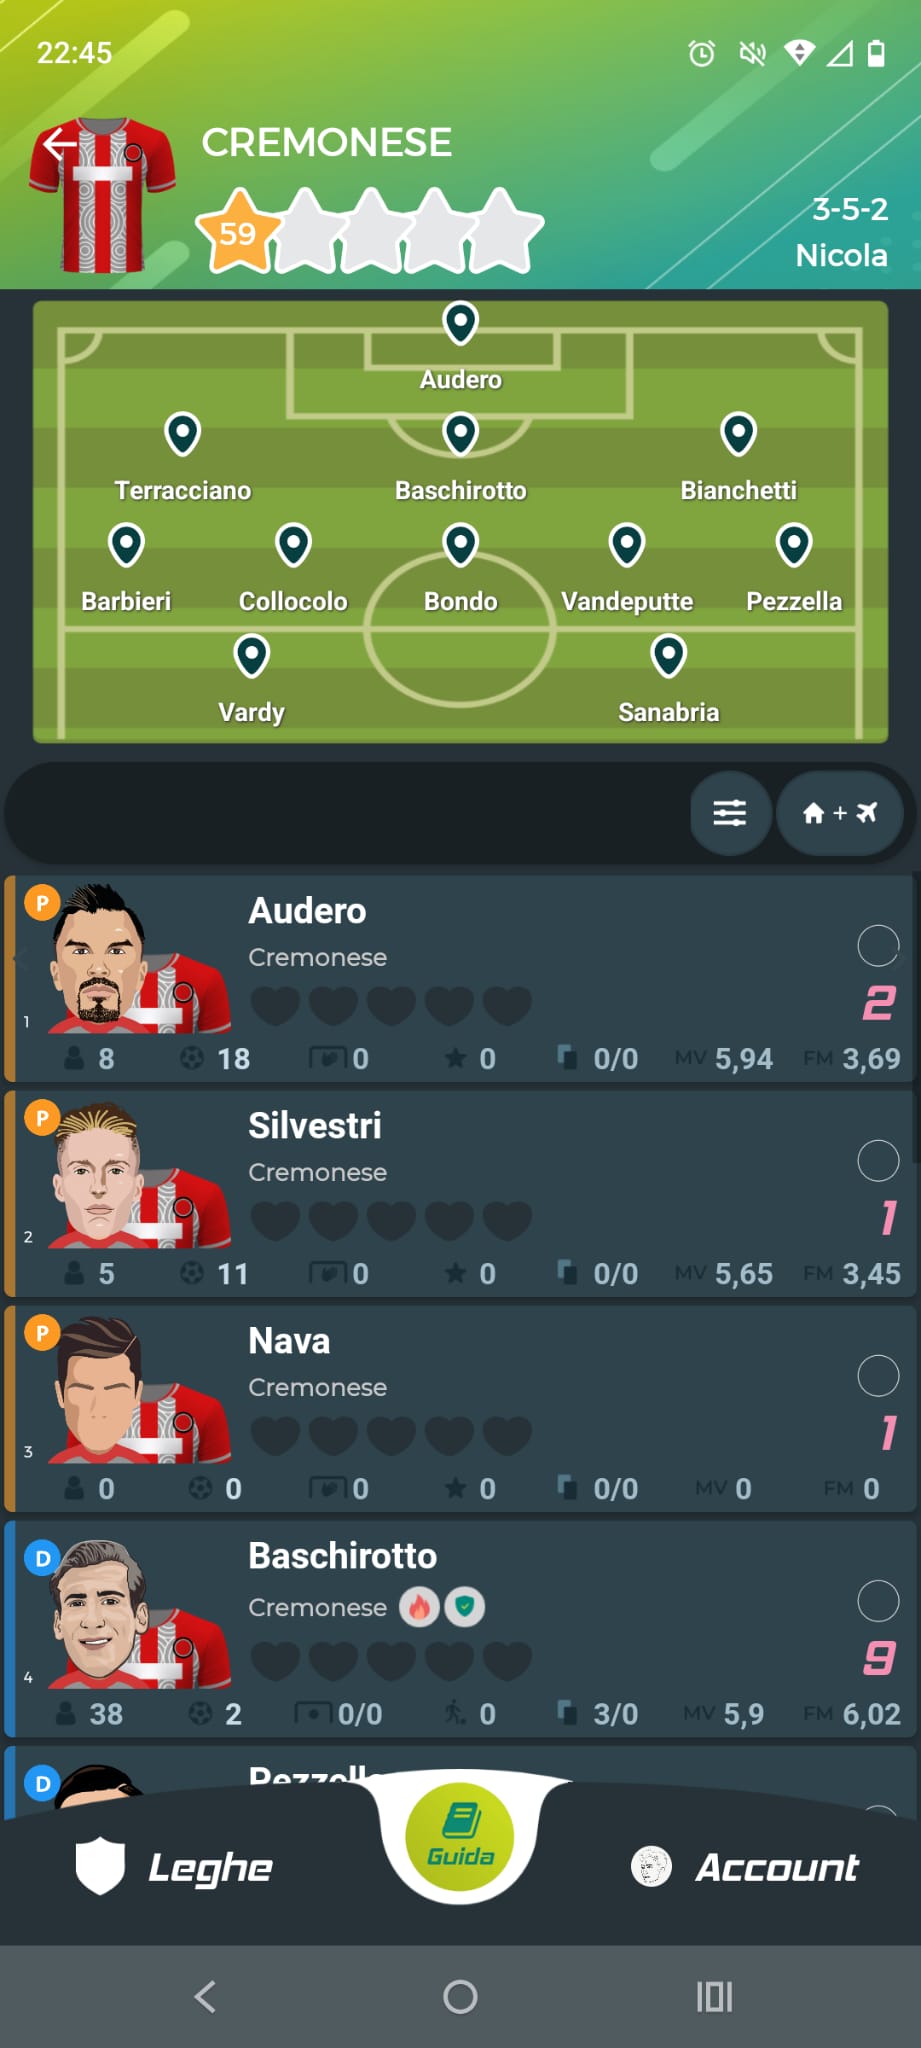 22:45
CREMONESE
59
3-5-2
Nicola
Audero
Terracciano Baschirotto Bianchetti
Barbieri Collocolo Bondo Vandeputte Pezzella
Vardy Sanabria
+
P Audero
Cremonese
2
1
8 18 0 0 0/0 MV 5,94 FM 3,69
P Silvestri
Cremonese
1
2
5 11 0 0 0/0 MV 5,65 FM 3,45
P Nava
Cremonese
1
3
0 0 0 0 0/0 MV 0 FM 0
D Baschirotto
Cremonese
9
4
38 2 0/0 0 3/0 MV 5,9 FM 6,02
D Pezzella
Leghe Guida Account